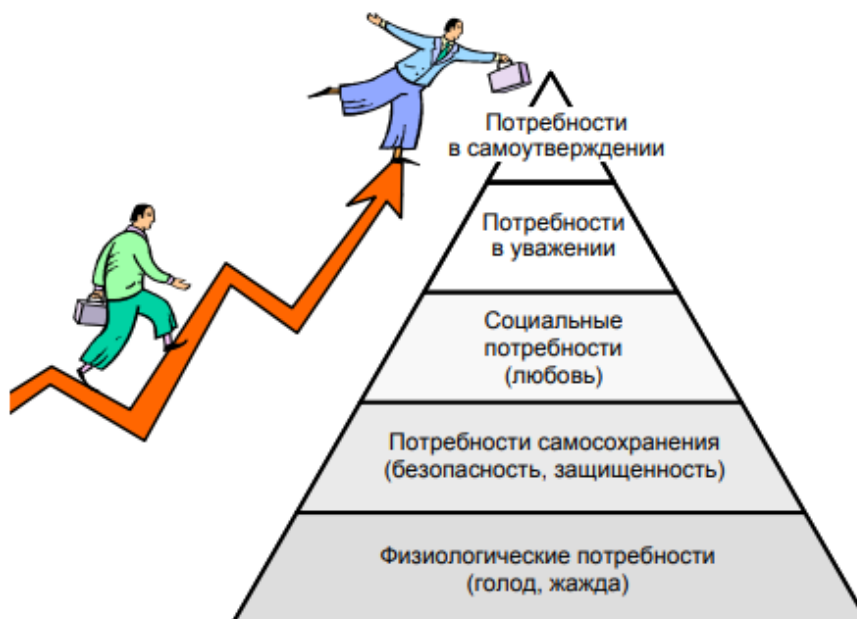 Потребности
в самоутверждении
Потребности
в уважении
Социальные
потребности
(любовь)
Потребности самосохранения
(безопасность, защищенность)
Физиологические потребности
(голод, жажда)